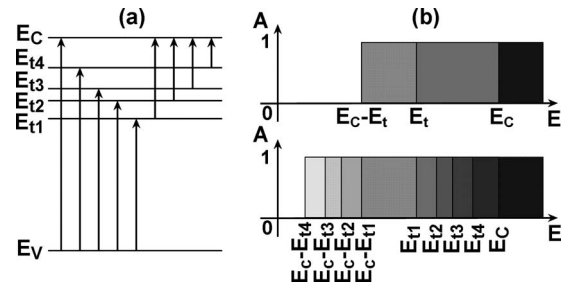 (a)
E_C
E_t4
E_t3
E_t2
E_t1
E_V
(b)
A
1
0
E_C-E_t
E_t
E_C
E
A
1
0
E_C-E_t4
E_C-E_t3
E_C-E_t2
E_C-E_t1
E_t1
E_t2
E_t3
E_t4
E_C
E